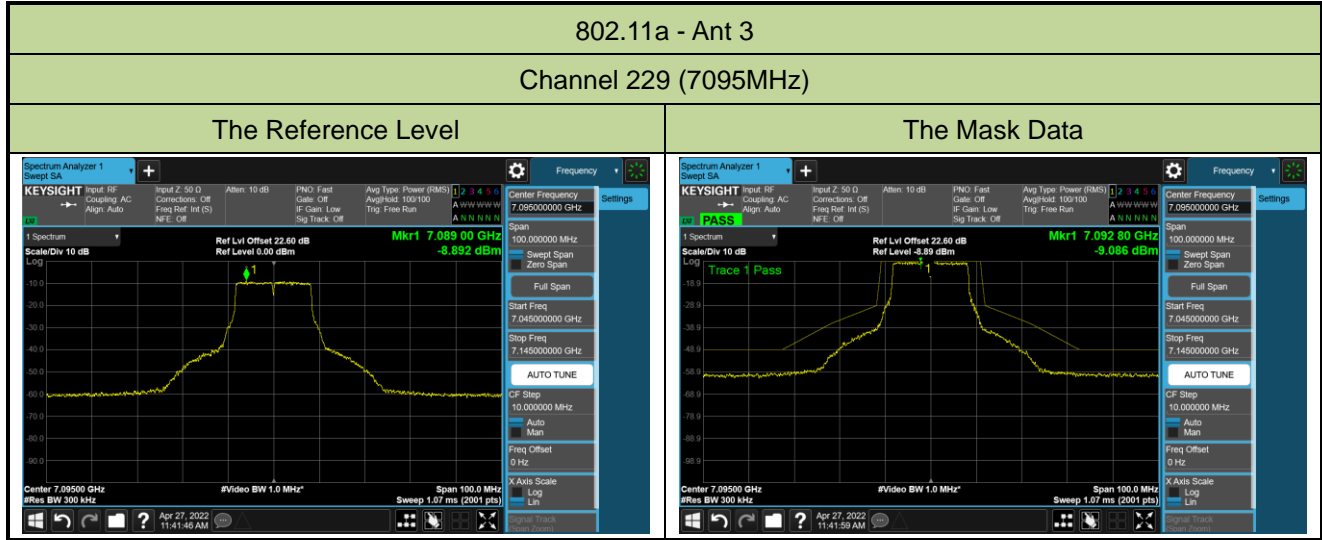 802.11a - Ant 3
Channel 229 (7095MHz)
The Reference Level
The Mask Data
Spectrum Analyzer 1
Swept SA
Frequency
KEYSIGHT
Input: RF
Coupling: AC
Align: Auto
Input Z: 50 Ω
Corrections: Off
Freq Ref: Int (S)
NFE: Off
Atten: 10 dB
PNO: Fast
Gate: Off
IF Gain: Low
Sig Track: Off
Avg Type: Power (RMS)
Avg|Hold: 100/100
Trig: Free Run
1 2 3 4 5 6
A W W W W W
A N N N N N
LW
1 Spectrum
Scale/Div 10 dB
Log
Ref Lvl Offset 22.60 dB
Ref Level 0.00 dBm
Mkr1 7.089 00 GHz
-8.892 dBm
1
-10.0
-20.0
-30.0
-40.0
-50.0
-60.0
-70.0
-80.0
-90.0
Center 7.09500 GHz
#Res BW 300 kHz
#Video BW 1.0 MHz*
Span 100.0 MHz
Sweep 1.07 ms (2001 pts)
Center Frequency
7.095000000 GHz
Settings
Span
100.000000 MHz
Swept Span
Zero Span
Full Span
Start Freq
7.045000000 GHz
Stop Freq
7.145000000 GHz
AUTO TUNE
CF Step
10.000000 MHz
Auto
Man
Freq Offset
0 Hz
X Axis Scale
Log
Lin
Signal Track
(Span Zoom)
?
Apr 27, 2022
11:41:46 AM
Spectrum Analyzer 1
Swept SA
Frequency
KEYSIGHT
Input: RF
Coupling: AC
Align: Auto
Input Z: 50 Ω
Corrections: Off
Freq Ref: Int (S)
NFE: Off
Atten: 10 dB
PNO: Fast
Gate: Off
IF Gain: Low
Sig Track: Off
Avg Type: Power (RMS)
Avg|Hold: 100/100
Trig: Free Run
1 2 3 4 5 6
A W W W W W
A N N N N N
LW
PASS
1 Spectrum
Scale/Div 10 dB
Log
Ref Lvl Offset 22.60 dB
Ref Level -8.89 dBm
Mkr1 7.092 80 GHz
-9.086 dBm
Trace 1 Pass
1
-18.9
-28.9
-38.9
-48.9
-58.9
-68.9
-78.9
-88.9
-98.9
Center 7.09500 GHz
#Res BW 300 kHz
#Video BW 1.0 MHz*
Span 100.0 MHz
Sweep 1.07 ms (2001 pts)
Center Frequency
7.095000000 GHz
Settings
Span
100.000000 MHz
Swept Span
Zero Span
Full Span
Start Freq
7.045000000 GHz
Stop Freq
7.145000000 GHz
AUTO TUNE
CF Step
10.000000 MHz
Auto
Man
Freq Offset
0 Hz
X Axis Scale
Log
Lin
Signal Track
(Span Zoom)
?
Apr 27, 2022
11:41:59 AM